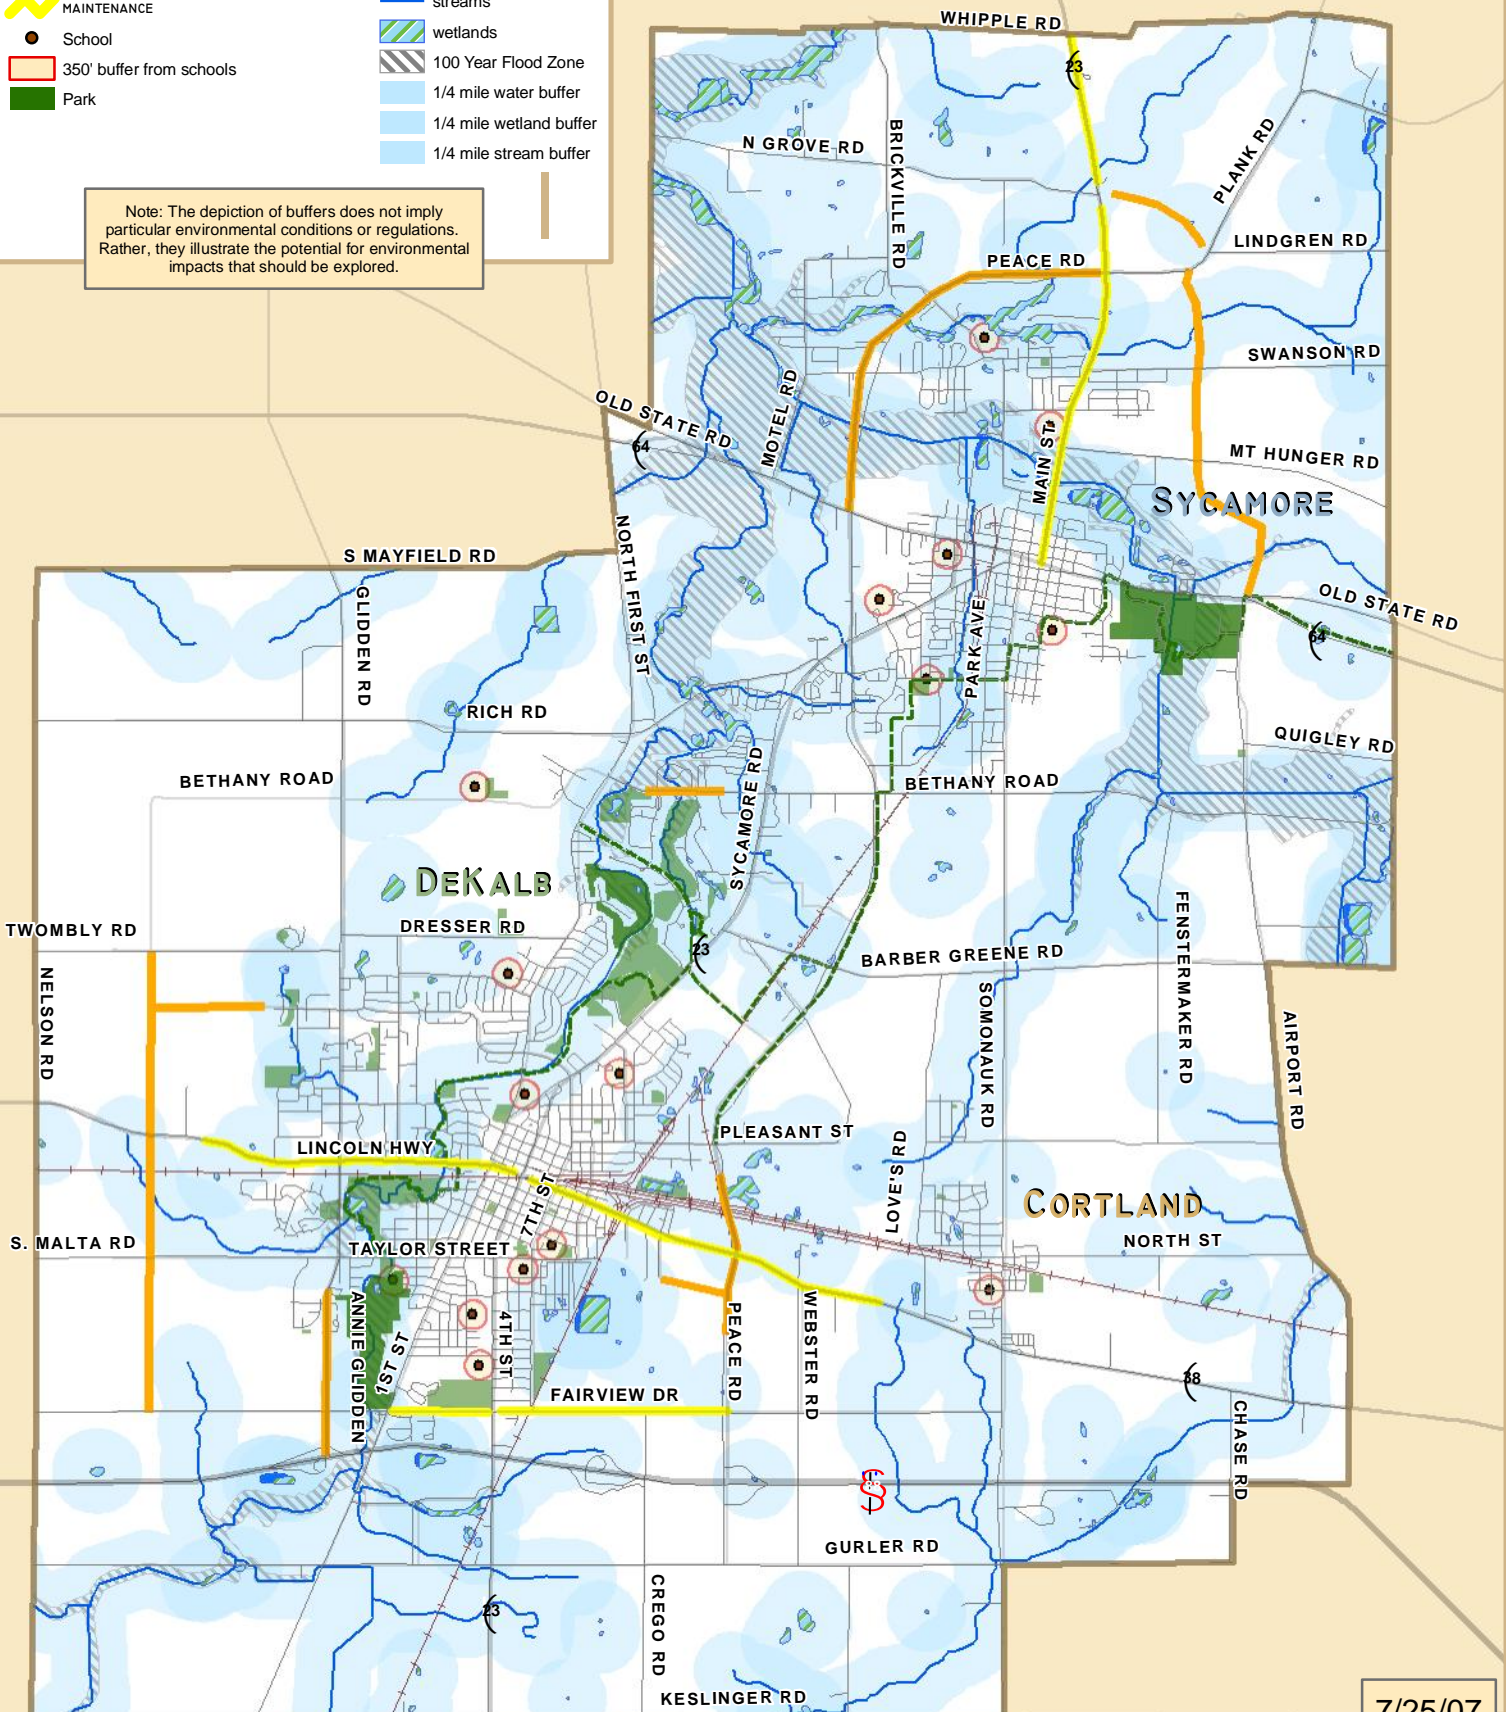 MAINTENANCE
School
350' buffer from schools
Park
streams
wetlands
100 Year Flood Zone
1/4 mile water buffer
1/4 mile wetland buffer
1/4 mile stream buffer
Note: The depiction of buffers does not imply
particular environmental conditions or regulations.
Rather, they illustrate the potential for environmental
impacts that should be explored.
WHIPPLE RD
23
N GROVE RD
BRICKVILLE RD
PLANK RD
LINDGREN RD
PEACE RD
SWANSON RD
OLD STATE RD
64
MOTEL RD
MAIN ST
MT HUNGER RD
SYCAMORE
S MAYFIELD RD
NORTH FIRST ST
GLIDDEN RD
PARK AVE
OLD STATE RD
64
RICH RD
QUIGLEY RD
BETHANY ROAD
SYCAMORE RD
BETHANY ROAD
DEKALB
TWOMBLY RD
DRESSER RD
FENSTERMAKER RD
23
BARBER GREENE RD
NELSON RD
SOMONAUK RD
AIRPORT RD
LINCOLN HWY
PLEASANT ST
LOVE'S RD
7TH ST
CORTLAND
S. MALTA RD
TAYLOR STREET
NORTH ST
ANNIE GLIDDEN
1ST ST
4TH ST
PEACE RD
WEBSTER RD
38
FAIRVIEW DR
CHASE RD
GURLER RD
23
CREGO RD
KESLINGER RD
7/25/07